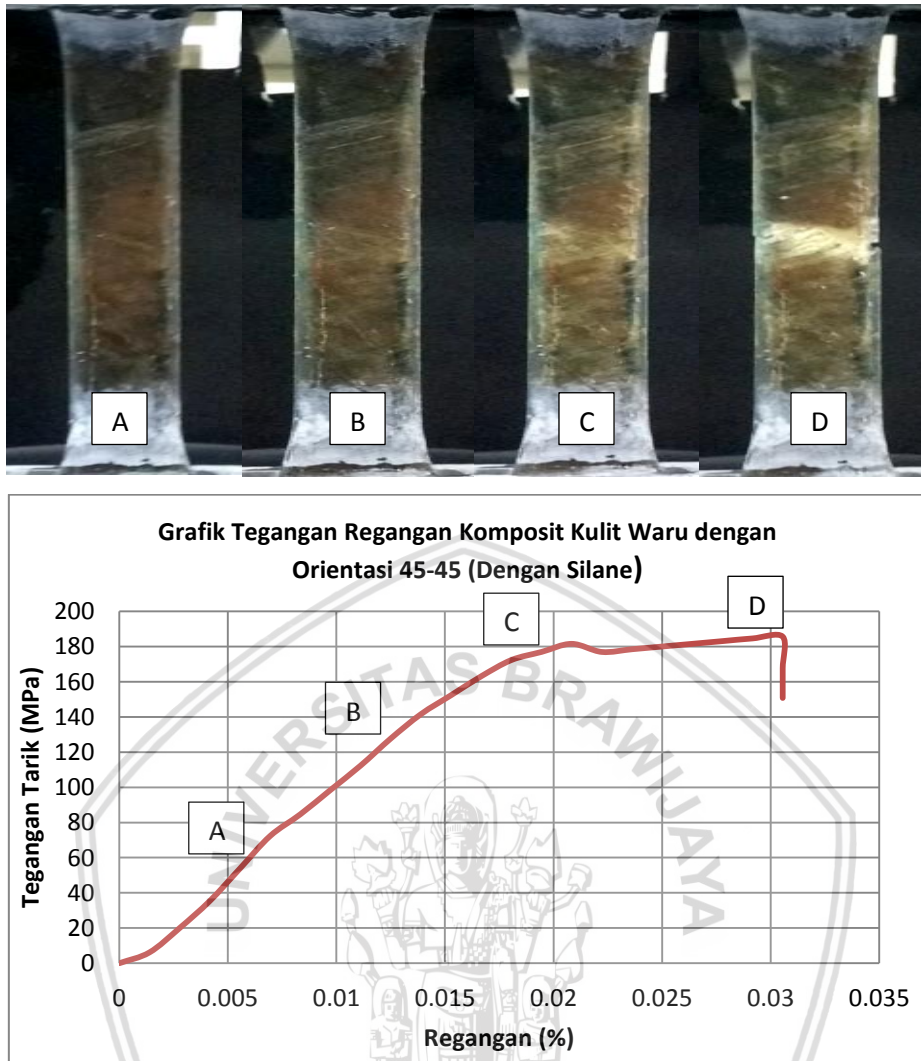 A B C D
Grafik Tegangan Regangan Komposit Kulit Waru dengan
Orientasi 45-45 (Dengan Silane)
200
180
160
140
120
100
80
60
40
20
0
Tegangan Tarik (MPa)
A
B
C
D
0 0.005 0.01 0.015 0.02 0.025 0.03 0.035
Regangan (%)
UNIVERSITAS BRAWIJAYA